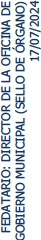 FEDATARIO: DIRECTOR DE LA OFICINA DE
GOBIERNO MUNICIPAL (SELLO DE ÓRGANO)
17/07/2024